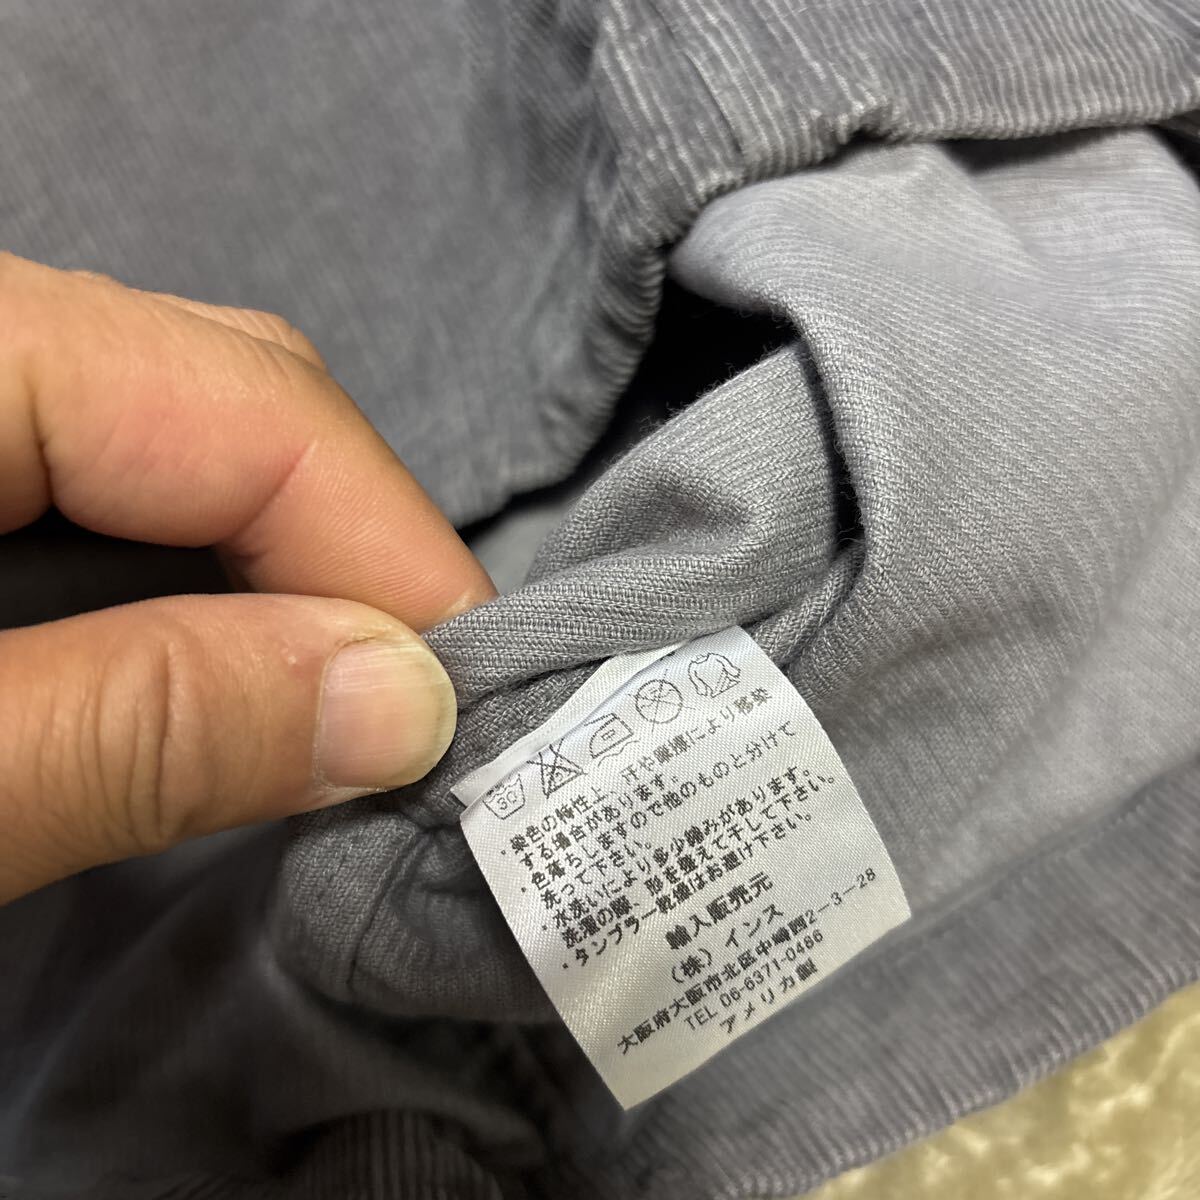 30
・染色の特性上、汗や摩擦により移染
する場合があります。
・色落ちしますので他のものと分けて
洗って下さい。
・水洗いにより多少縮みがあります。
洗濯の際、形を整えて干して下さい。
・タンブラー乾燥はお避け下さい。
輸入販売元
(株)インス
大阪府大阪市北区中崎西2-3-28
TEL 06-6371-0486
アメリカ製